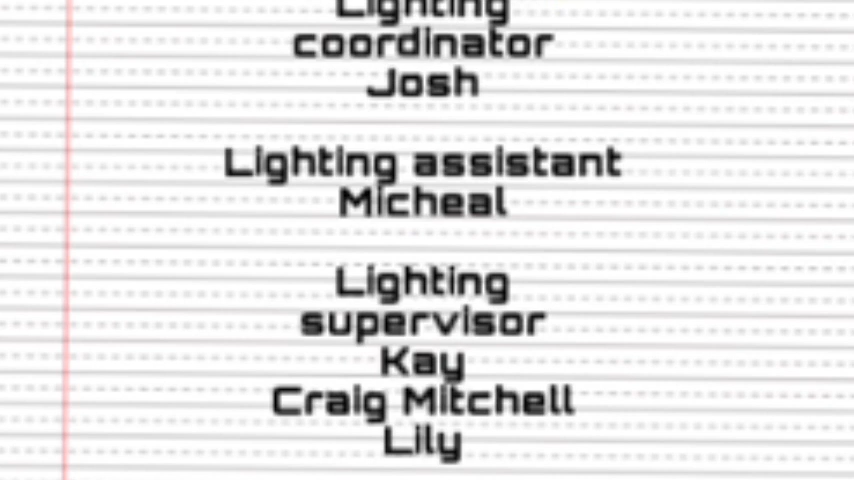 Lighting
coordinator
Josh
Lighting assistant
Micheal
Lighting
supervisor
Kay
Craig Mitchell
Lily